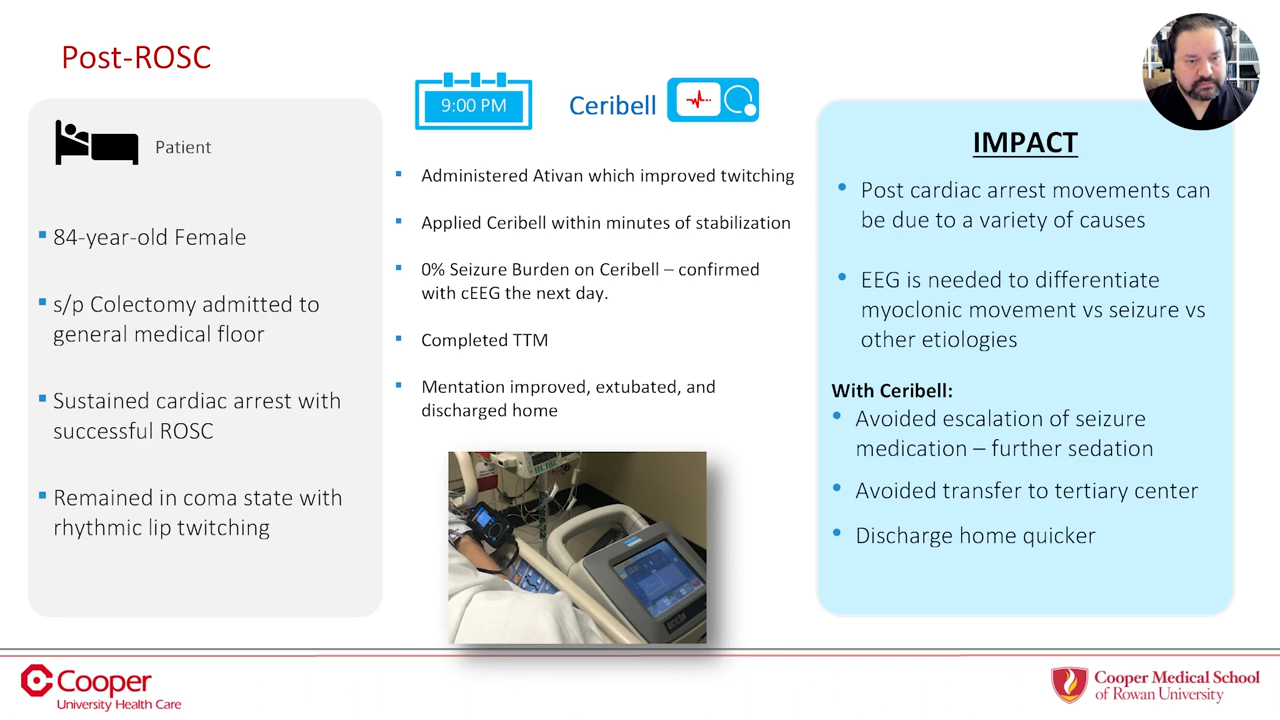 Post-ROSC
Patient
84-year-old Female
s/p Colectomy admitted to
general medical floor
Sustained cardiac arrest with
successful ROSC
Remained in coma state with
rhythmic lip twitching
9:00 PM
Ceribell
Administered Ativan which improved twitching
Applied Ceribell within minutes of stabilization
0% Seizure Burden on Ceribell – confirmed
with cEEG the next day.
Completed TTM
Mentation improved, extubated, and
discharged home
IMPACT
Post cardiac arrest movements can
be due to a variety of causes
EEG is needed to differentiate
myoclonic movement vs seizure vs
other etiologies
With Ceribell:
Avoided escalation of seizure
medication – further sedation
Avoided transfer to tertiary center
Discharge home quicker
Cooper
University Health Care
Cooper Medical School
of Rowan University